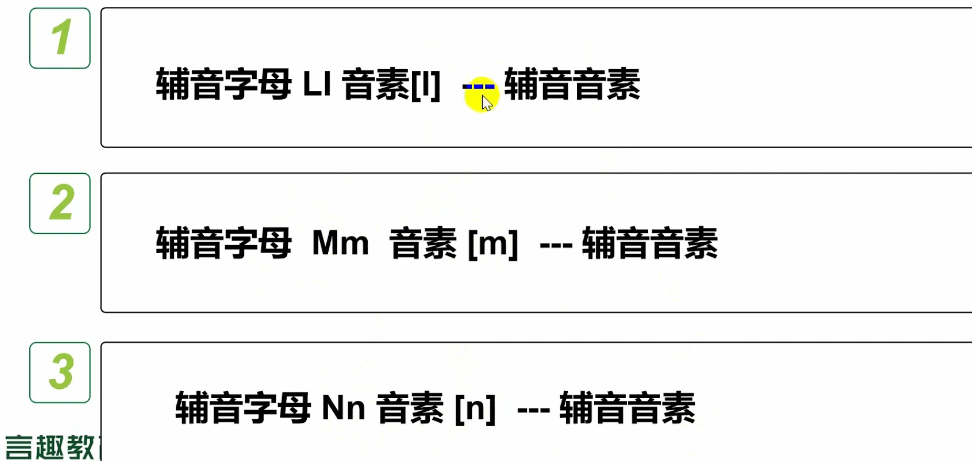 1
辅音字母 Ll 音素[l] --- 辅音音素
2
辅音字母 Mm 音素 [m] --- 辅音音素
3
辅音字母 Nn 音素 [n] --- 辅音音素
言趣教